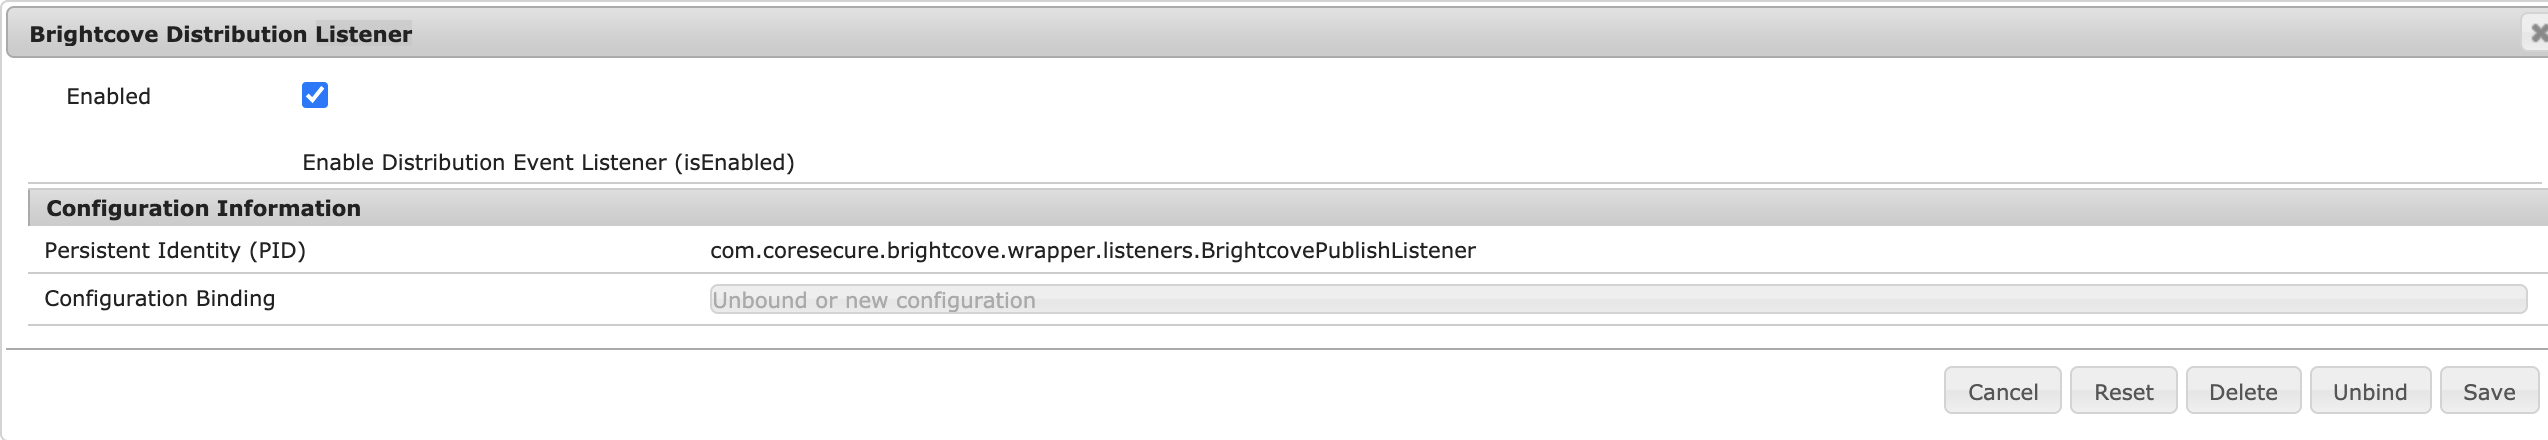 Brightcove Distribution Listener
Enabled
Enable Distribution Event Listener (isEnabled)
Configuration Information
Persistent Identity (PID) com.coresecure.brightcove.wrapper.listeners.BrightcovePublishListener
Configuration Binding Unbound or new configuration
Cancel Reset Delete Unbind Save